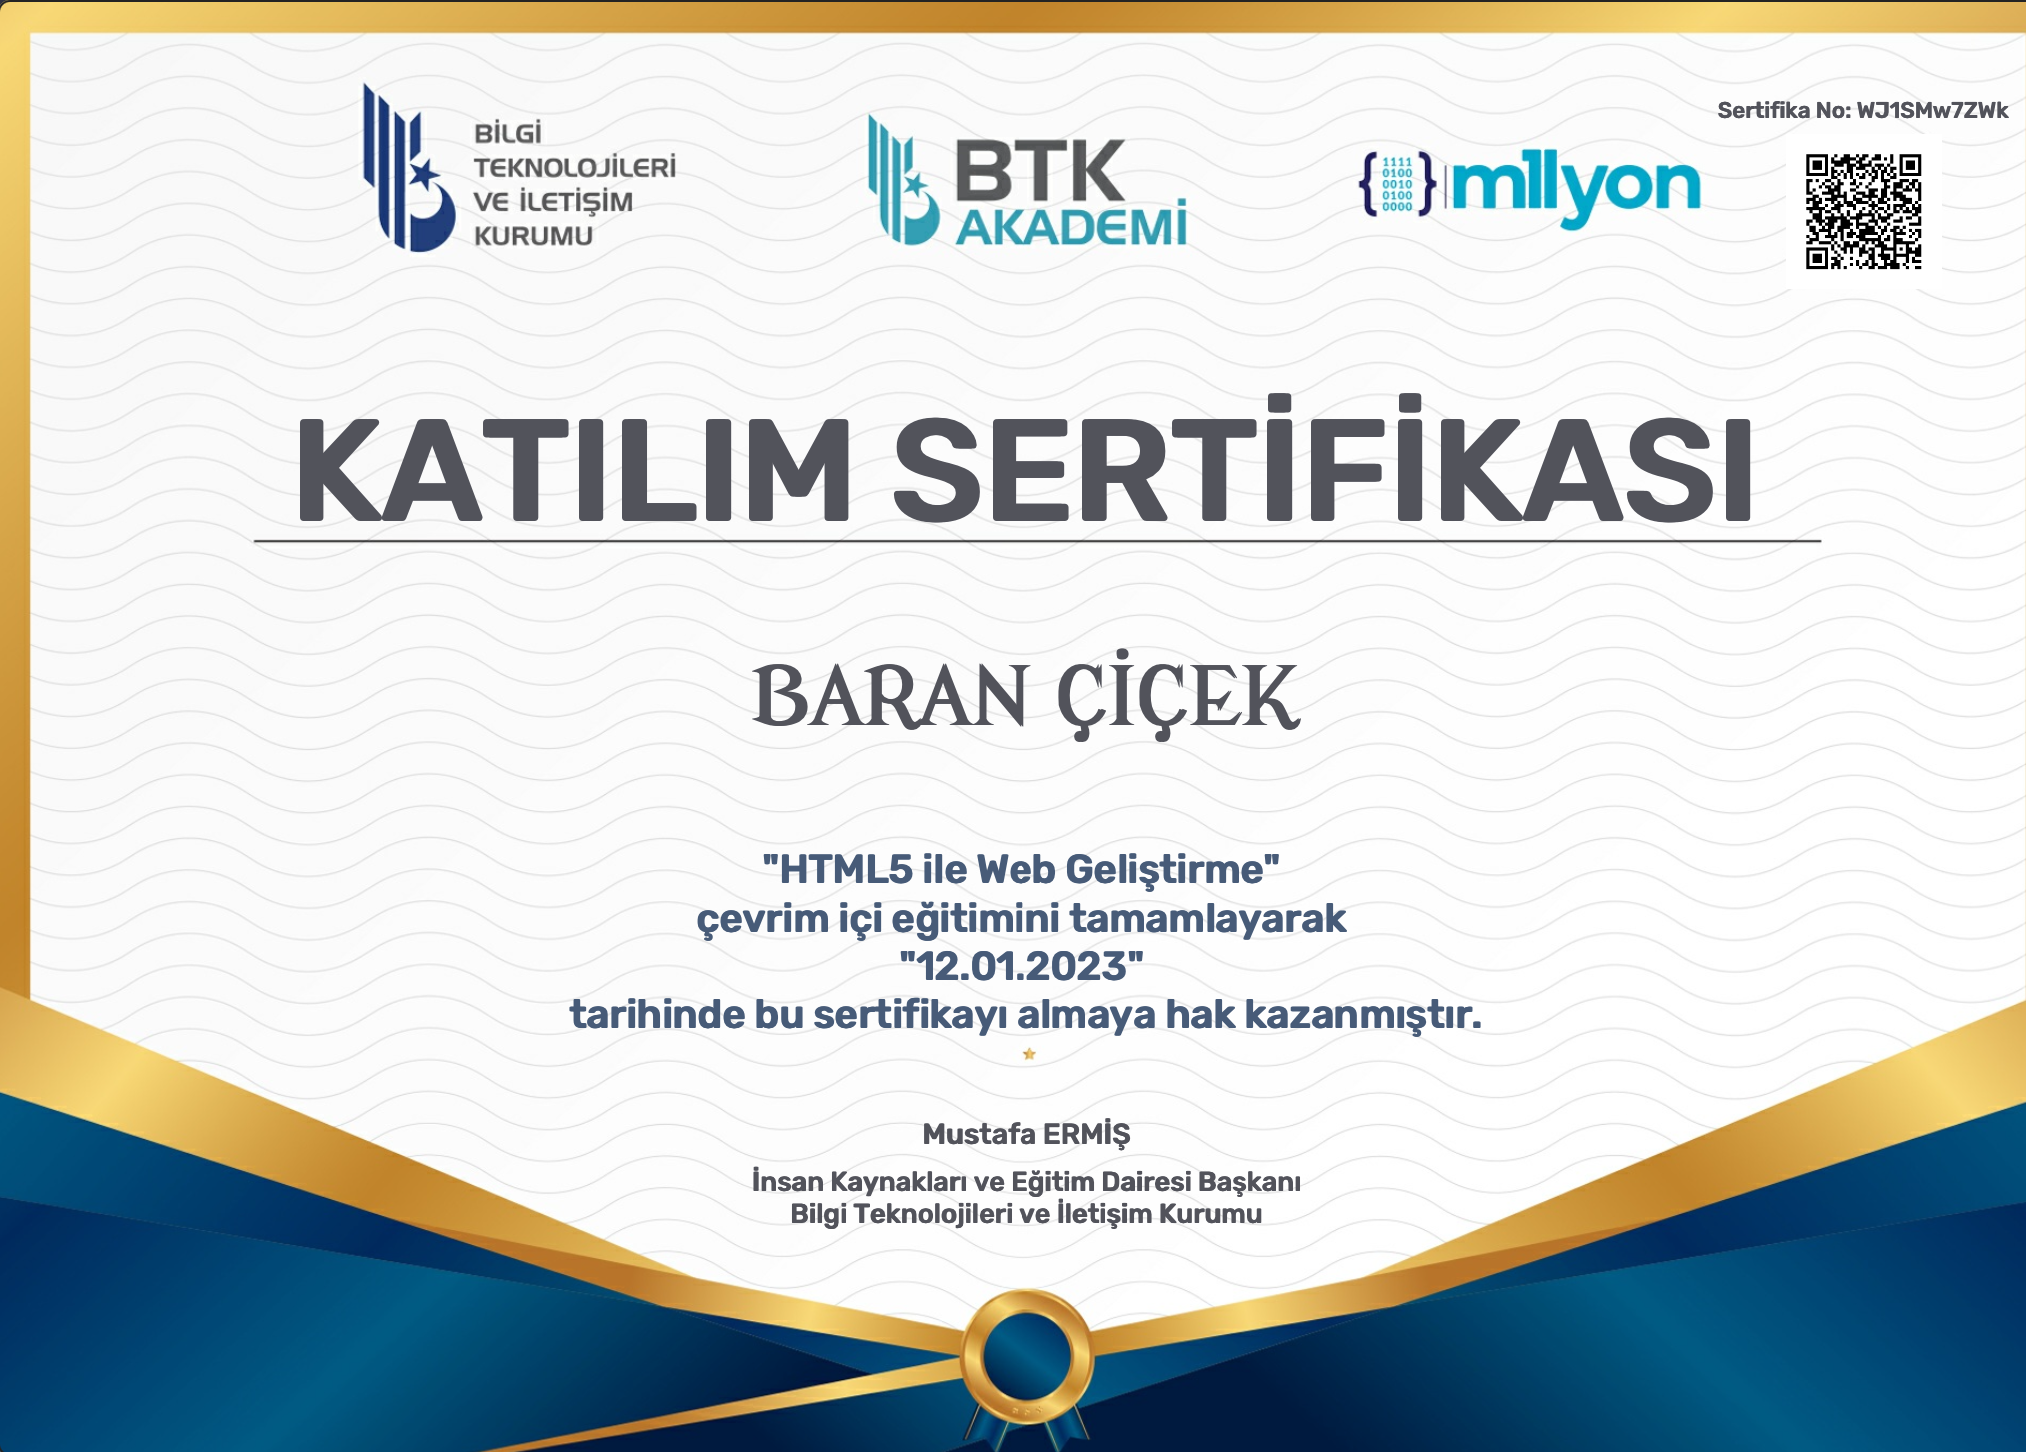 BİLGİ
TEKNOLOJİLERİ
VE İLETİŞİM
KURUMU
BTK
AKADEMİ
1111
0100
0010
0100
0000
m1lyon
Sertifika No: WJ1SMw7ZWk
KATILIM SERTİFİKASI
BARAN ÇİÇEK
"HTML5 ile Web Geliştirme"
çevrim içi eğitimini tamamlayarak
"12.01.2023"
tarihinde bu sertifikayı almaya hak kazanmıştır.
Mustafa ERMİŞ
İnsan Kaynakları ve Eğitim Dairesi Başkanı
Bilgi Teknolojileri ve İletişim Kurumu